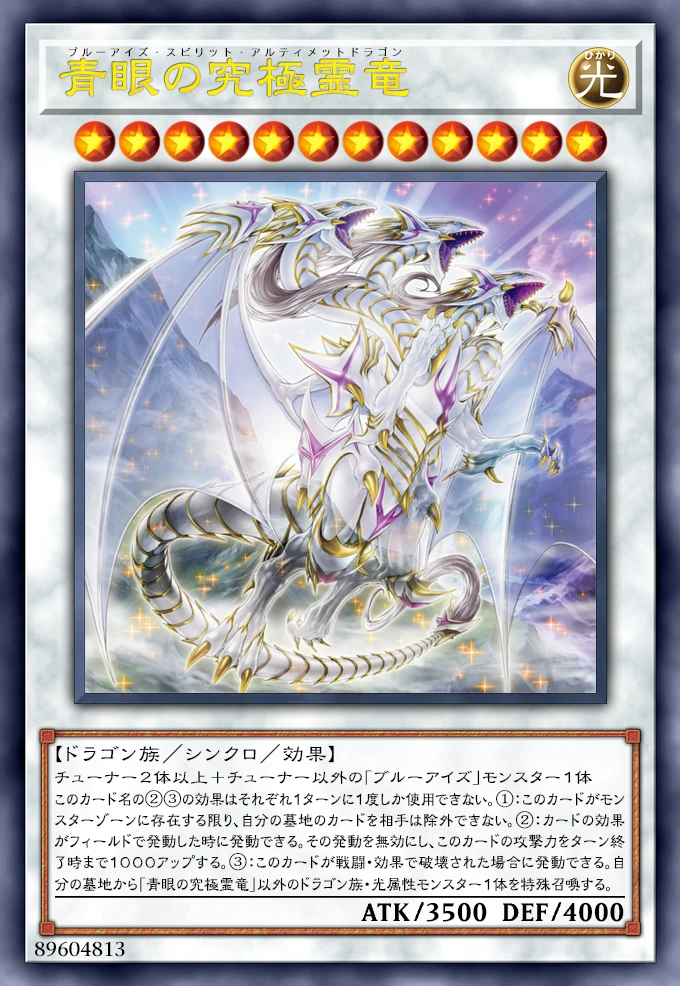 ブルーアイズ・スピリット・アルティメットドラゴン
青眼の究極霊竜
ひかり
光
【ドラゴン族／シンクロ／効果】
チューナー２体以上＋チューナー以外の「ブルーアイズ」モンスター１体
このカード名の②③の効果はそれぞれ１ターンに１度しか使用できない。①：このカードがモン
スターゾーンに存在する限り、自分の墓地のカードを相手は除外できない。②：カードの効果
がフィールドで発動した時に発動できる。その発動を無効にし、このカードの攻撃力をターン終
了時まで１０００アップする。③：このカードが戦闘・効果で破壊された場合に発動できる。自
分の墓地から「青眼の究極霊竜」以外のドラゴン族・光属性モンスター１体を特殊召喚する。
ATK/3500 DEF/4000
89604813